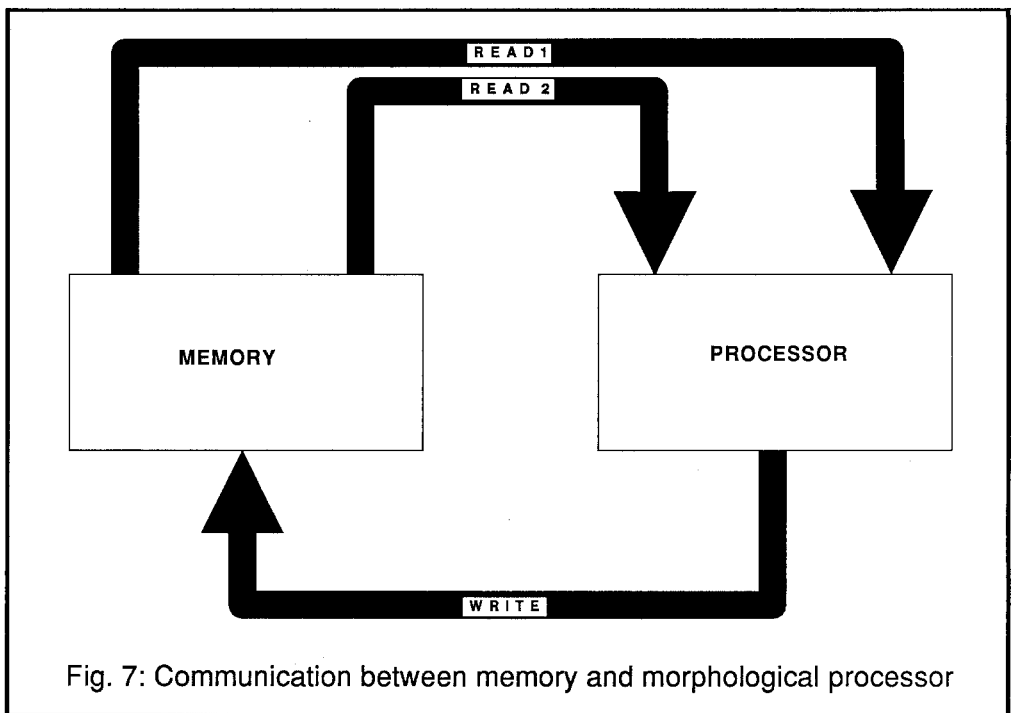 READ1
READ 2
MEMORY
PROCESSOR
WRITE
Fig. 7: Communication between memory and morphological processor